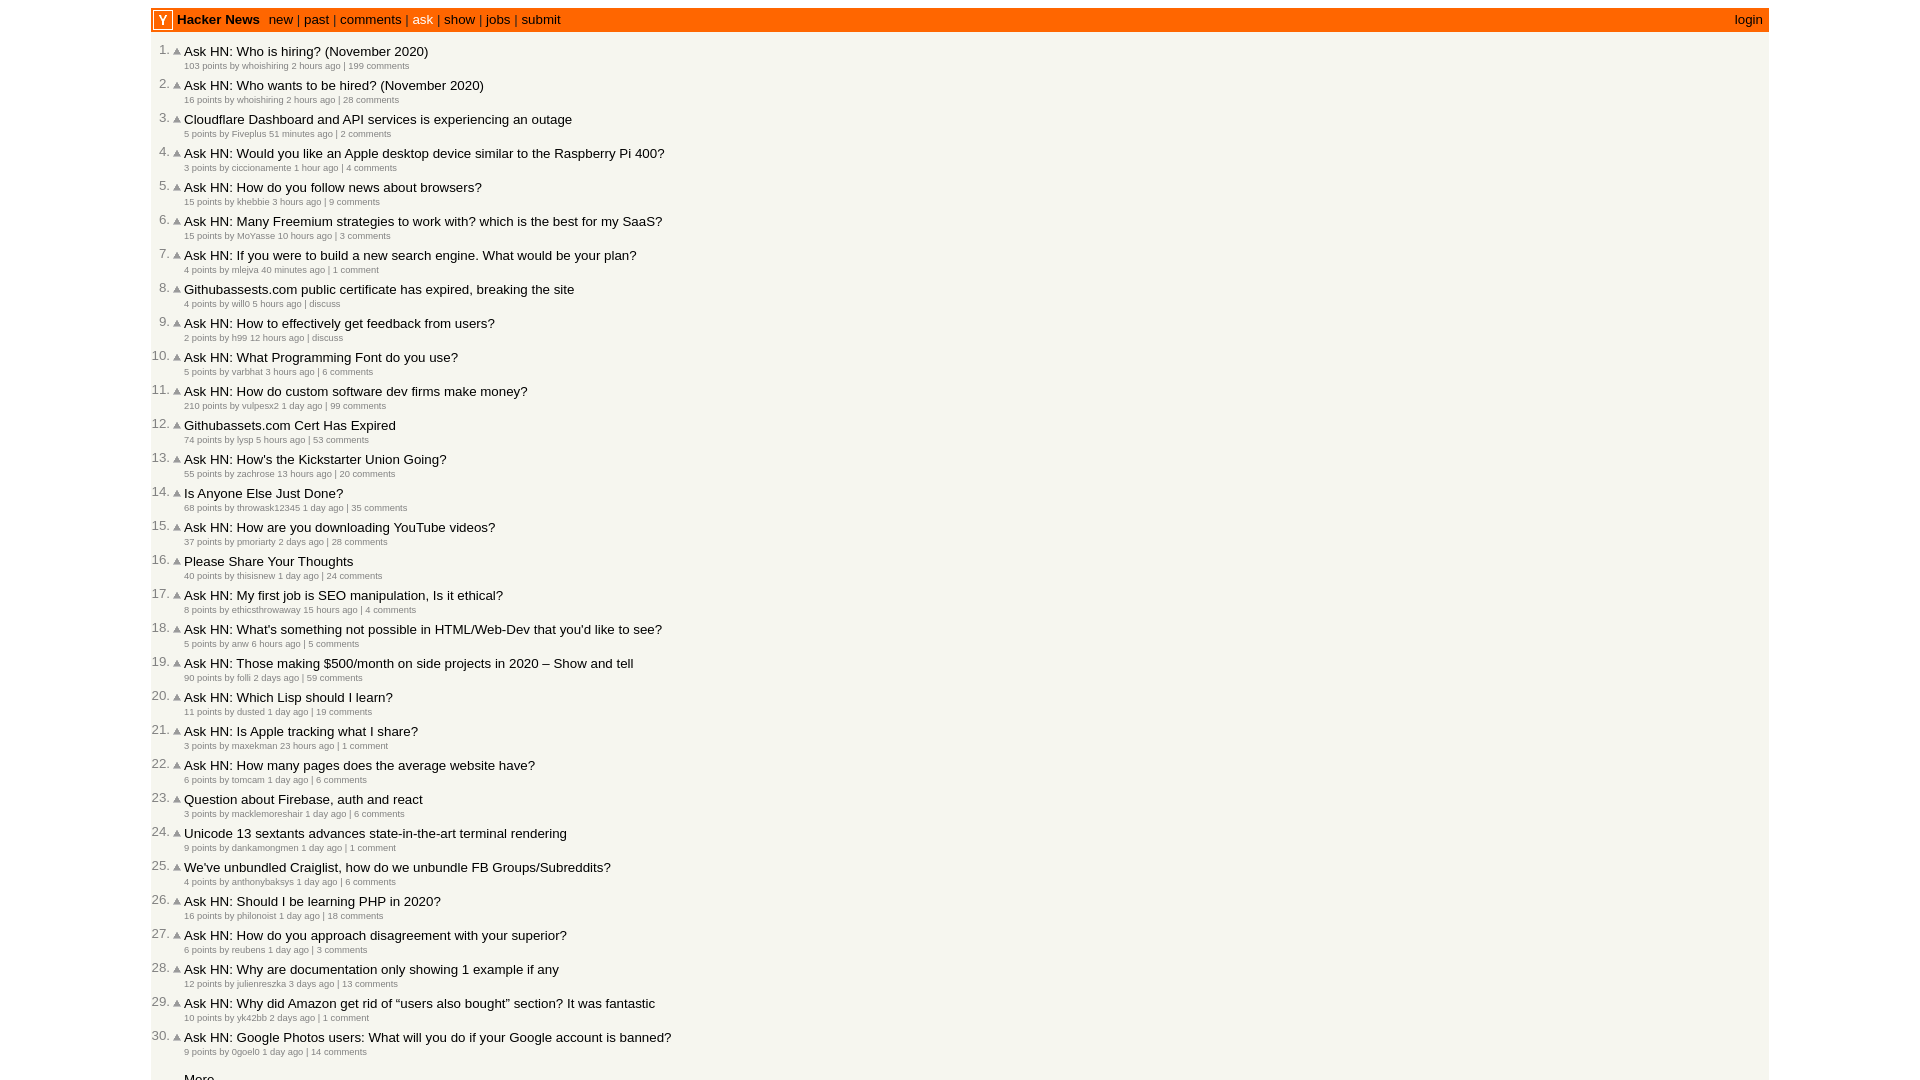 Y Hacker News new | past | comments | ask | show | jobs | submit login
1. Ask HN: Who is hiring? (November 2020)
103 points by whoishiring 2 hours ago | 199 comments
2. Ask HN: Who wants to be hired? (November 2020)
16 points by whoishiring 2 hours ago | 28 comments
3. Cloudflare Dashboard and API services is experiencing an outage
5 points by Fiveplus 51 minutes ago | 2 comments
4. Ask HN: Would you like an Apple desktop device similar to the Raspberry Pi 400?
3 points by ciccionamente 1 hour ago | 4 comments
5. Ask HN: How do you follow news about browsers?
15 points by khebbie 3 hours ago | 9 comments
6. Ask HN: Many Freemium strategies to work with? which is the best for my SaaS?
15 points by MoYasse 10 hours ago | 3 comments
7. Ask HN: If you were to build a new search engine. What would be your plan?
4 points by mlejva 40 minutes ago | 1 comment
8. Githubassests.com public certificate has expired, breaking the site
4 points by will0 5 hours ago | discuss
9. Ask HN: How to effectively get feedback from users?
2 points by h99 12 hours ago | discuss
10. Ask HN: What Programming Font do you use?
5 points by varbhat 3 hours ago | 6 comments
11. Ask HN: How do custom software dev firms make money?
210 points by vulpesx2 1 day ago | 99 comments
12. Githubassets.com Cert Has Expired
74 points by lysp 5 hours ago | 53 comments
13. Ask HN: How's the Kickstarter Union Going?
55 points by zachrose 13 hours ago | 20 comments
14. Is Anyone Else Just Done?
68 points by throwask12345 1 day ago | 35 comments
15. Ask HN: How are you downloading YouTube videos?
37 points by pmoriarty 2 days ago | 28 comments
16. Please Share Your Thoughts
40 points by thisisnew 1 day ago | 24 comments
17. Ask HN: My first job is SEO manipulation, Is it ethical?
8 points by ethicsthrowaway 15 hours ago | 4 comments
18. Ask HN: What's something not possible in HTML/Web-Dev that you'd like to see?
5 points by anw 6 hours ago | 5 comments
19. Ask HN: Those making $500/month on side projects in 2020 – Show and tell
90 points by folli 2 days ago | 59 comments
20. Ask HN: Which Lisp should I learn?
11 points by dusted 1 day ago | 19 comments
21. Ask HN: Is Apple tracking what I share?
3 points by maxekman 23 hours ago | 1 comment
22. Ask HN: How many pages does the average website have?
6 points by tomcam 1 day ago | 6 comments
23. Question about Firebase, auth and react
3 points by macklemoreshair 1 day ago | 6 comments
24. Unicode 13 sextants advances state-in-the-art terminal rendering
9 points by dankamongmen 1 day ago | 1 comment
25. We've unbundled Craiglist, how do we unbundle FB Groups/Subreddits?
4 points by anthonybaksys 1 day ago | 6 comments
26. Ask HN: Should I be learning PHP in 2020?
16 points by philonoist 1 day ago | 18 comments
27. Ask HN: How do you approach disagreement with your superior?
6 points by reubens 1 day ago | 3 comments
28. Ask HN: Why are documentation only showing 1 example if any
12 points by julienreszka 3 days ago | 13 comments
29. Ask HN: Why did Amazon get rid of “users also bought” section? It was fantastic
10 points by yk42bb 2 days ago | 1 comment
30. Ask HN: Google Photos users: What will you do if your Google account is banned?
9 points by 0goel0 1 day ago | 14 comments
More